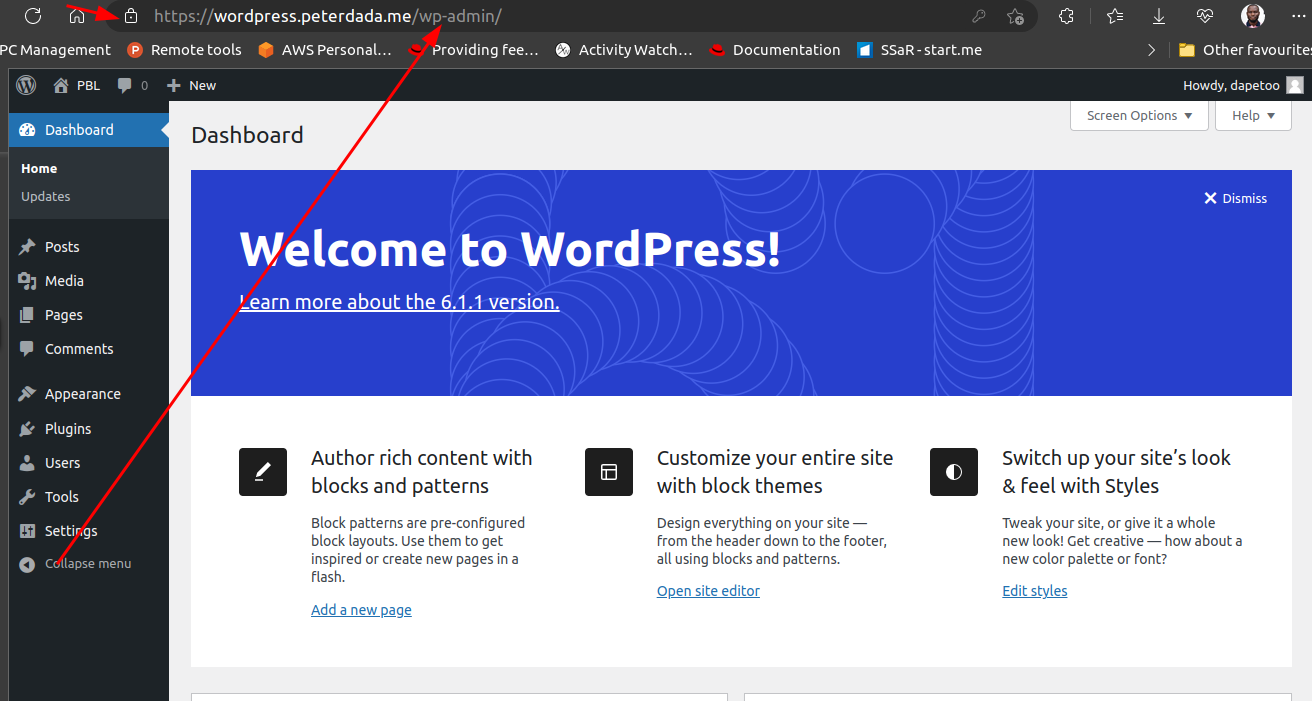 https://wordpress.peterdada.me/wp-admin/
PC Management Remote tools AWS Personal... Providing fee... Activity Watch... Documentation SSaR - start.me Other favourites
PBL 0 New Howdy, dapetoo
Dashboard
Home
Updates
Posts
Media
Pages
Comments
Appearance
Plugins
Users
Tools
Settings
Collapse menu
Screen Options Help
Dashboard
Dismiss
Welcome to WordPress!
Learn more about the 6.1.1 version.
Author rich content with
blocks and patterns
Block patterns are pre-configured
block layouts. Use them to get
inspired or create new pages in a
flash.
Add a new page
Customize your entire site
with block themes
Design everything on your site —
from the header down to the footer,
all using blocks and patterns.
Open site editor
Switch up your site’s look
& feel with Styles
Tweak your site, or give it a whole
new look! Get creative — how about a
new color palette or font?
Edit styles